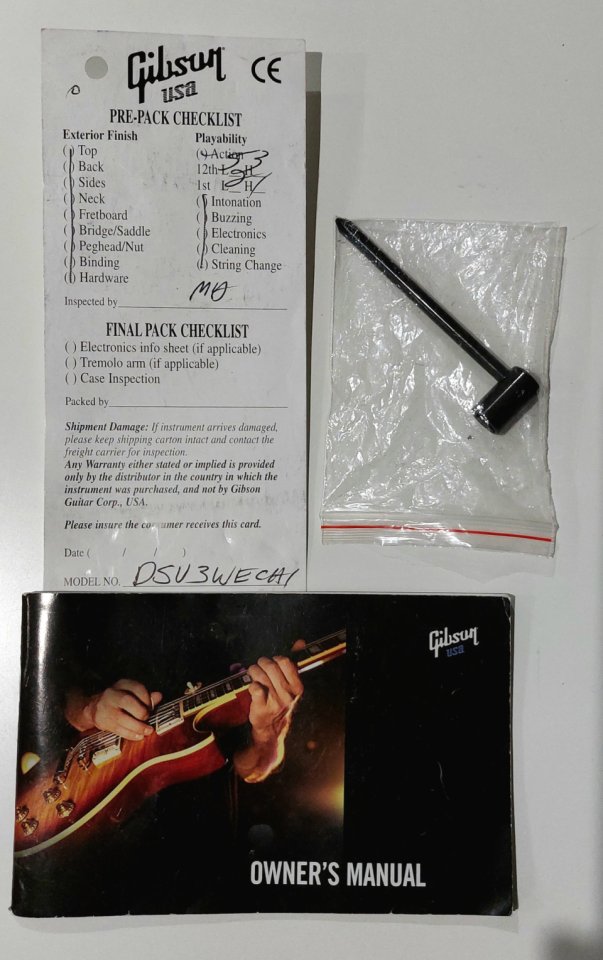 Gibson
USA
CE
PRE-PACK CHECKLIST
Exterior Finish
( ) Top
( ) Back
( ) Sides
( ) Neck
( ) Fretboard
( ) Bridge/Saddle
( ) Peghead/Nut
( ) Binding
( ) Hardware
Playability
( ) Action
12th L H
1st L H
( ) Intonation
( ) Buzzing
( ) Electronics
( ) Cleaning
( ) String Change
Inspected by
FINAL PACK CHECKLIST
( ) Electronics info sheet (if applicable)
( ) Tremolo arm (if applicable)
( ) Case Inspection
Packed by
Shipment Damage: If instrument arrives damaged,
please keep shipping carton intact and contact the
freight carrier for inspection.
Any Warranty either stated or implied is provided
only by the distributor in the country in which the
instrument was purchased, and not by Gibson
Guitar Corp., USA.
Please insure the consumer receives this card.
Date ( / / )
MODEL NO. DSV3WECH1
Gibson
USA
OWNER'S MANUAL